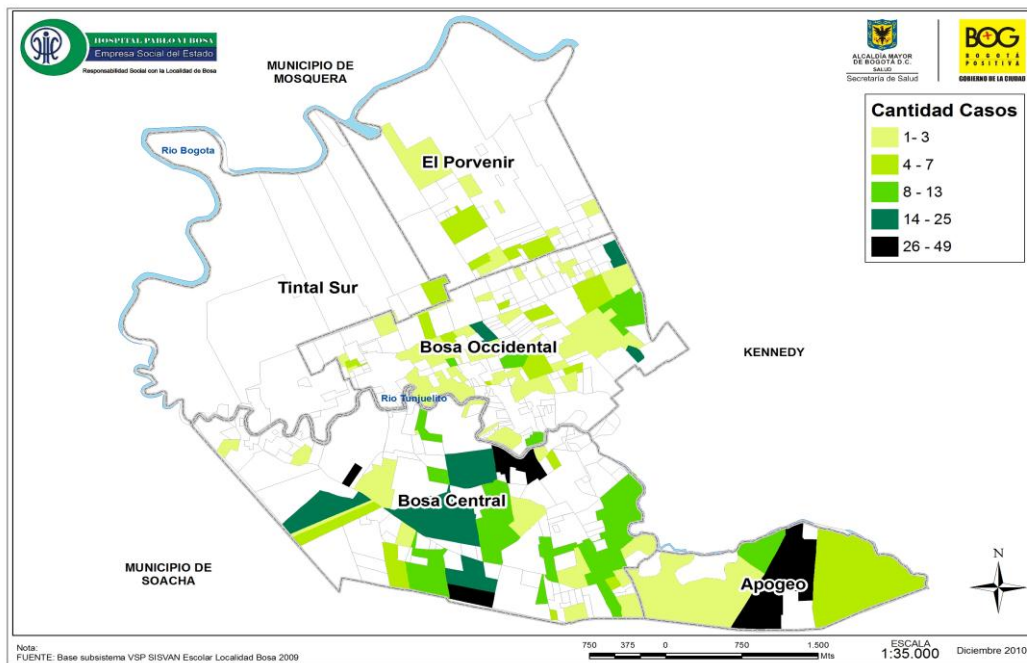 HOSPITAL PABLO VI BOSA
Empresa Social del Estado
Responsabilidad Social con la Localidad de Bosa
ALCALDÍA MAYOR
DE BOGOTÁ D.C.
SALUD
Secretaría de Salud
BOG
BOGOTÁ
POSITIVA
GOBIERNO DE LA CIUDAD
MUNICIPIO DE
MOSQUERA
Cantidad Casos
1- 3
4 - 7
8 - 13
14 - 25
26 - 49
Rio Bogota
El Porvenir
Tintal Sur
Bosa Occidental
KENNEDY
Rio Tunjuelito
Bosa Central
MUNICIPIO DE
SOACHA
Apogeo
N
Nota:
FUENTE: Base subsistema VSP SISVAN Escolar Localidad Bosa 2009
750 375 0 750 1.500
Mts
ESCALA
1:35.000
Diciembre 2010